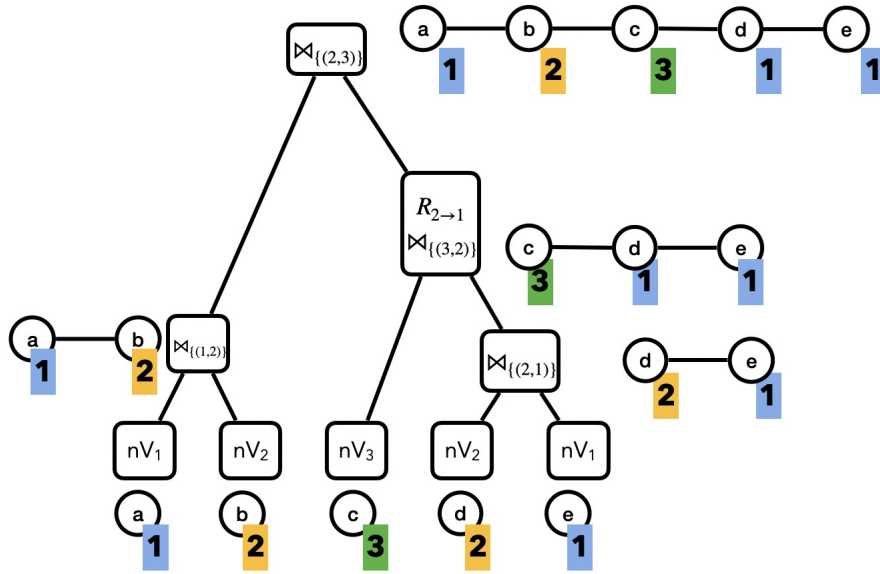 a b c d e
⋈{(2,3)}
1 2 3 1 1
R2→1
⋈{(3,2)}
c d e
3 1 1
a b
⋈{(1,2)}
1 2
⋈{(2,1)}
d e
2 1
nV1 nV2 nV3 nV2 nV1
a b c d e
1 2 3 2 1